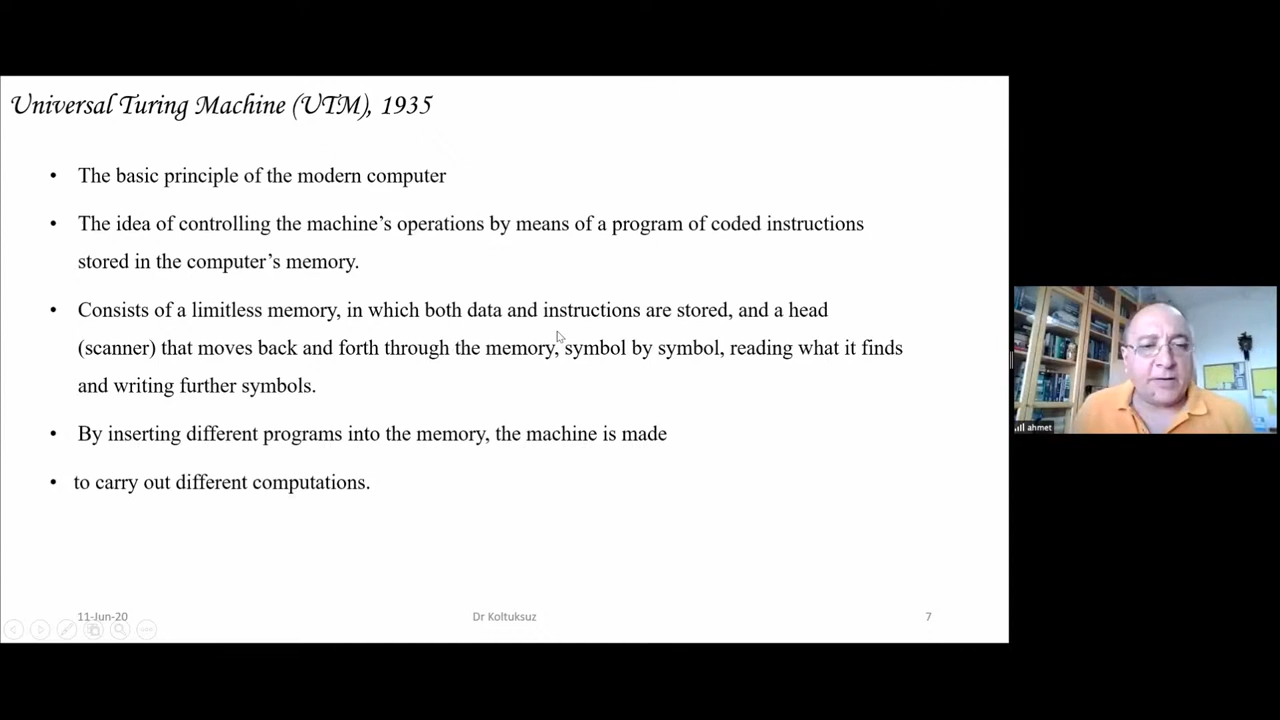 Universal Turing Machine (UTM), 1935
• The basic principle of the modern computer
• The idea of controlling the machine’s operations by means of a program of coded instructions
stored in the computer’s memory.
• Consists of a limitless memory, in which both data and instructions are stored, and a head
(scanner) that moves back and forth through the memory, symbol by symbol, reading what it finds
and writing further symbols.
• By inserting different programs into the memory, the machine is made
• to carry out different computations.
11-Jun-20
Dr Koltuksuz
7
ahmet